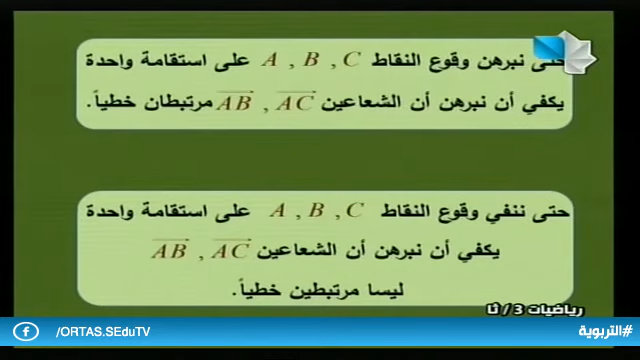 حتى نبرهن وقوع النقاط A , B , C على استقامة واحدة
يكفي أن نبرهن أن الشعاعين AB , AC مرتبطان خطياً.
حتى ننفي وقوع النقاط A , B , C على استقامة واحدة
يكفي أن نبرهن أن الشعاعين AB , AC
ليسا مرتبطين خطياً.
رياضيات 3 / ثا
/ORTAS.SEduTV
#التربوية